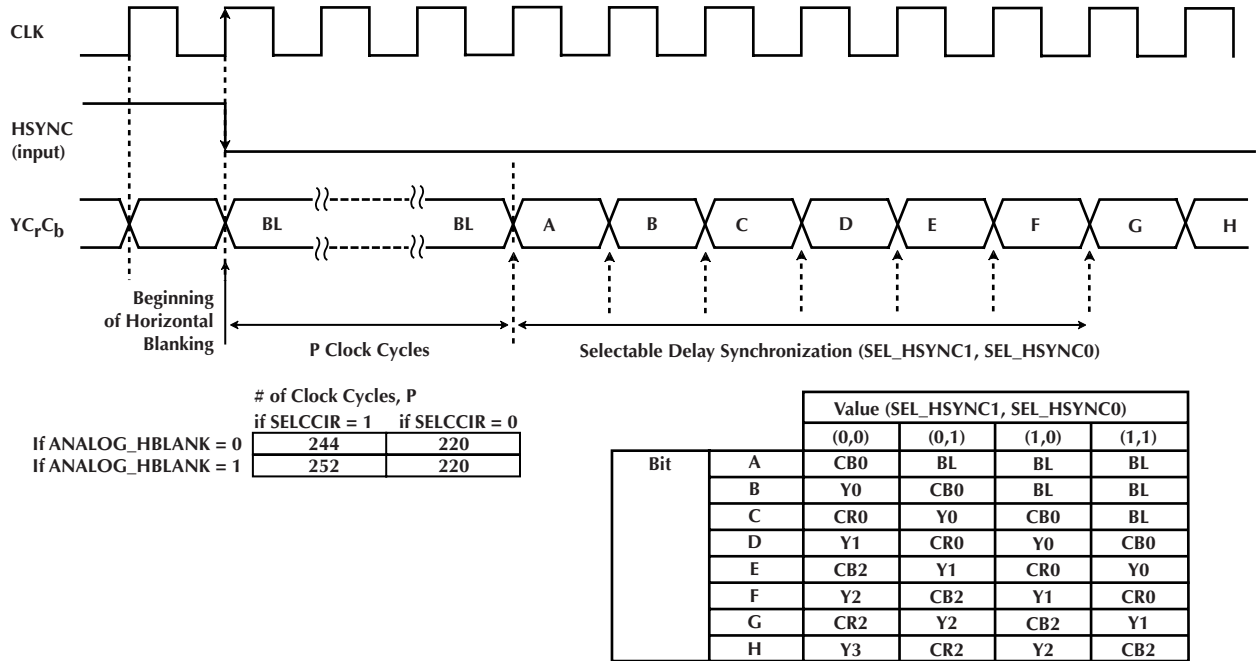 CLK
HSYNC
(input)
YCrCb
BL
BL
A
B
C
D
E
F
G
H
Beginning
of Horizontal
Blanking
P Clock Cycles
Selectable Delay Synchronization (SEL_HSYNC1, SEL_HSYNC0)
# of Clock Cycles, P
if SELCCIR = 1 if SELCCIR = 0
If ANALOG_HBLANK = 0 244 220
If ANALOG_HBLANK = 1 252 220
Value (SEL_HSYNC1, SEL_HSYNC0)
(0,0) (0,1) (1,0) (1,1)
Bit A CB0 BL BL BL
B Y0 CB0 BL BL
C CR0 Y0 CB0 BL
D Y1 CR0 Y0 CB0
E CB2 Y1 CR0 Y0
F Y2 CB2 Y1 CR0
G CR2 Y2 CB2 Y1
H Y3 CR2 Y2 CB2